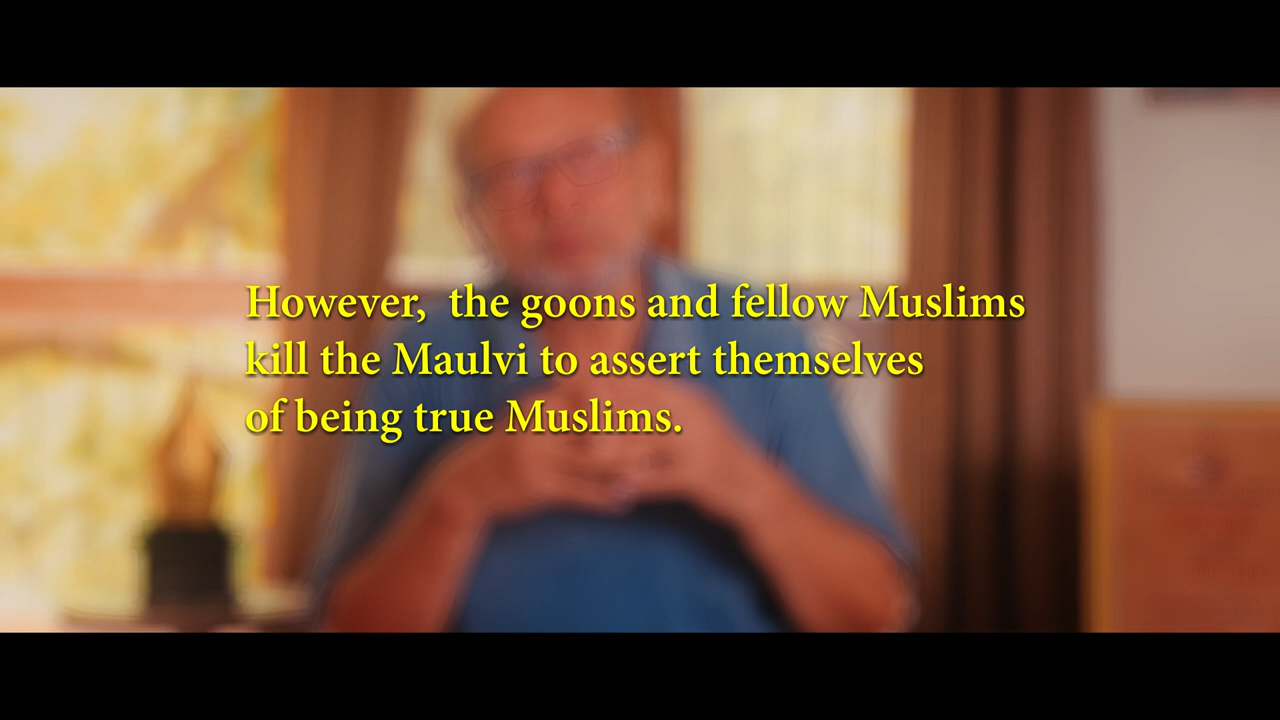 However,  the goons and fellow Muslims
kill the Maulvi to assert themselves
of being true Muslims.